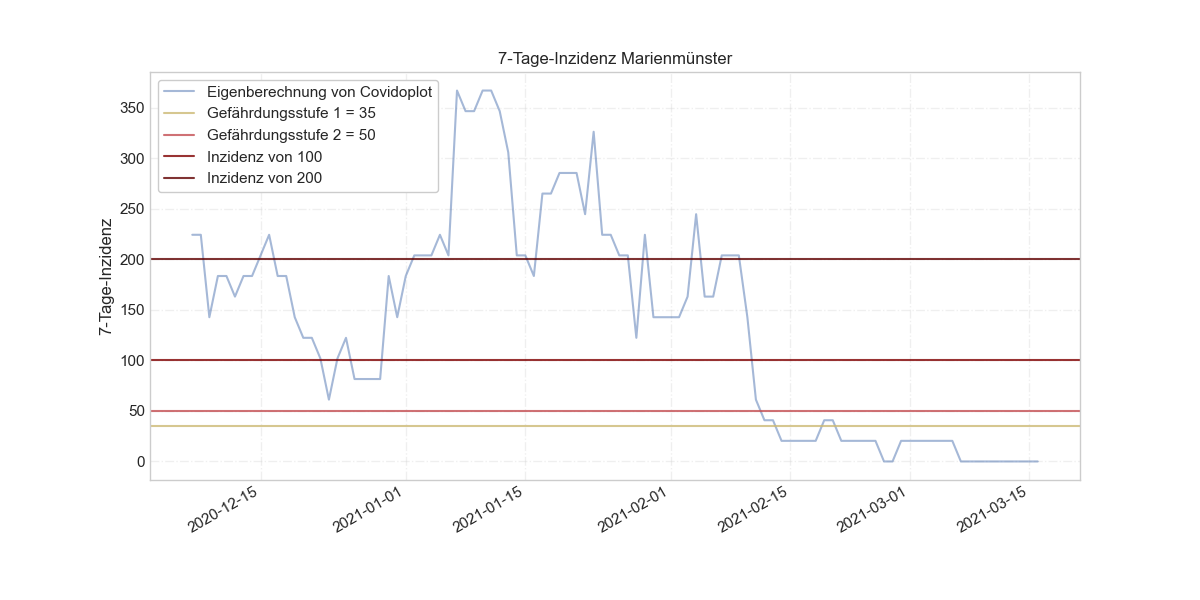 7-Tage-Inzidenz Marienmünster
Eigenberechnung von Covidoplot
Gefährdungsstufe 1 = 35
Gefährdungsstufe 2 = 50
Inzidenz von 100
Inzidenz von 200
7-Tage-Inzidenz
350
300
250
200
150
100
50
0
2020-12-15
2021-01-01
2021-01-15
2021-02-01
2021-02-15
2021-03-01
2021-03-15